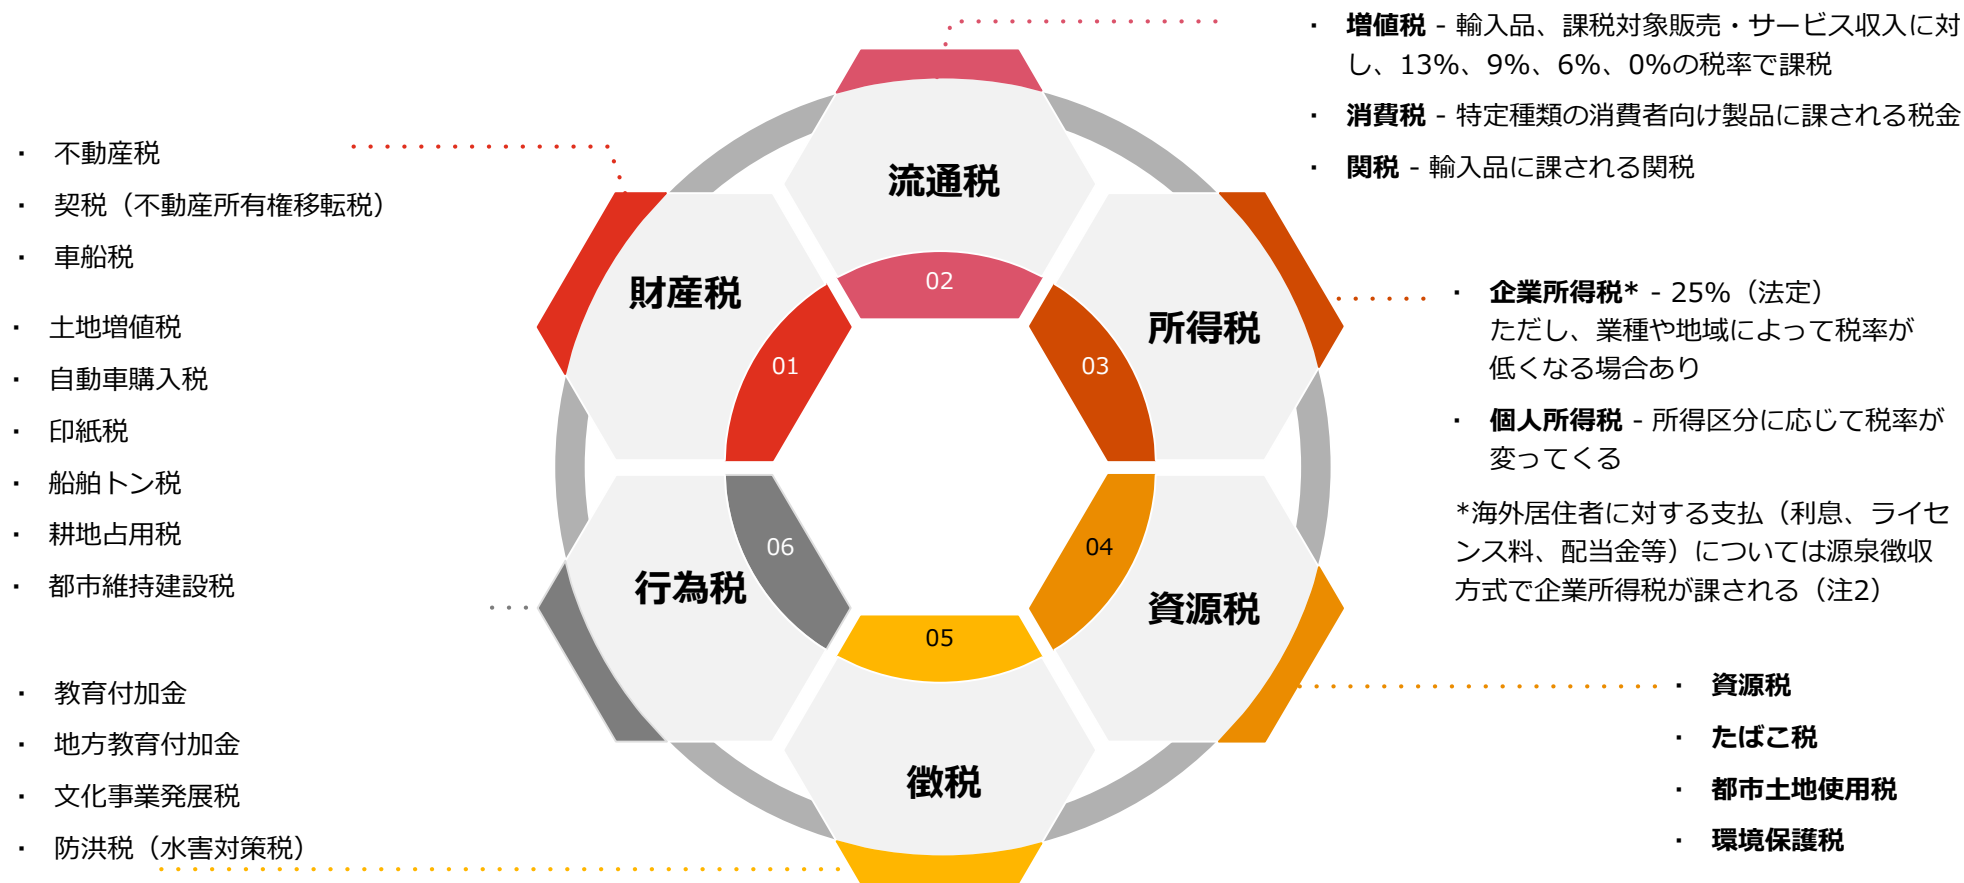 ・ 増値税 - 輸入品、課税対象販売・サービス収入に対
し、13%、9%、6%、0%の税率で課税
・ 消費税 - 特定種類の消費者向け製品に課される税金
・ 関税 - 輸入品に課される関税
・ 不動産税
・ 契税（不動産所有権移転税）
・ 車船税
流通税
02
財産税
01
所得税
03
・ 企業所得税* - 25%（法定）
ただし、業種や地域によって税率が
低くなる場合あり
・ 個人所得税 - 所得区分に応じて税率が
変ってくる
*海外居住者に対する支払（利息、ライセ
ンス料、配当金等）については源泉徴収
方式で企業所得税が課される（注2）
・ 土地増値税
・ 自動車購入税
・ 印紙税
・ 船舶トン税
・ 耕地占用税
・ 都市維持建設税
06
行為税
04
資源税
05
徴税
・ 教育付加金
・ 地方教育付加金
・ 文化事業発展税
・ 防洪税（水害対策税）
・ 資源税
・ たばこ税
・ 都市土地使用税
・ 環境保護税